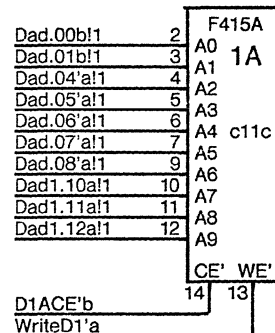 F415A
Dad.00b!1 2 A0 1A
Dad.01b!1 3 A1
Dad.04'a!1 4 A2
Dad.05'a!1 5 A3
Dad.06'a!1 6 A4 c11c
Dad.07'a!1 7 A5
Dad.08'a!1 9 A6
Dad1.10a!1 10 A7
Dad1.11a!1 11 A8
Dad1.12a!1 12 A9
CE' WE'
14 13
D1ACE'b
WriteD1'a